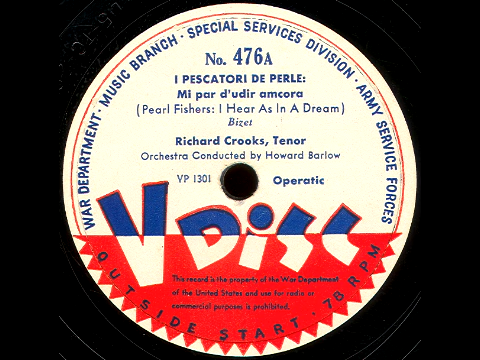 WAR DEPARTMENT · MUSIC BRANCH · SPECIAL SERVICES DIVISION · ARMY SERVICE FORCES
No. 476A
I PESCATORI DE PERLE:
Mi par d'udir amcora
(Pearl Fishers: I Hear As In A Dream)
Bizet
Richard Crooks, Tenor
Orchestra Conducted by Howard Barlow
VP 1301 Operatic
V DiSC
This record is the property of the War Department
of the United States and use for radio or
commercial purposes is prohibited.
OUTSIDE START · 78 RPM